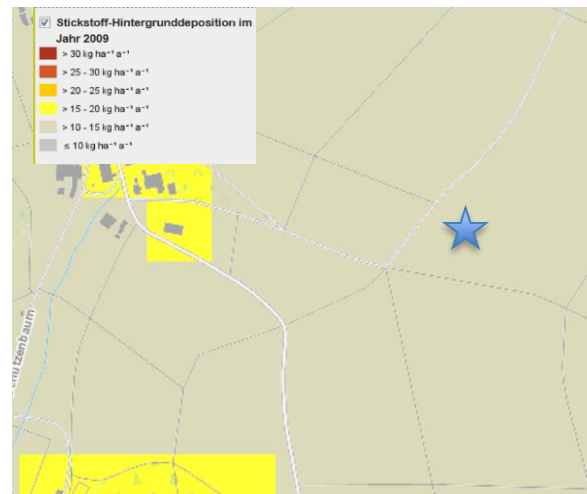 Stickstoff-Hintergrunddeposition im
Jahr 2009
> 30 kg ha⁻¹ a⁻¹
> 25 - 30 kg ha⁻¹ a⁻¹
> 20 - 25 kg ha⁻¹ a⁻¹
> 15 - 20 kg ha⁻¹ a⁻¹
> 10 - 15 kg ha⁻¹ a⁻¹
≤ 10 kg ha⁻¹ a⁻¹